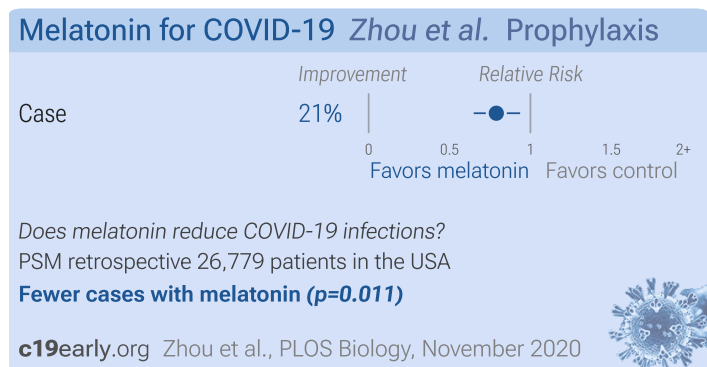 Melatonin for COVID-19 Zhou et al. Prophylaxis
Improvement Relative Risk
Case 21%
0 0.5 1 1.5 2+
Favors melatonin Favors control
Does melatonin reduce COVID-19 infections?
PSM retrospective 26,779 patients in the USA
Fewer cases with melatonin (p=0.011)
c19early.org Zhou et al., PLOS Biology, November 2020